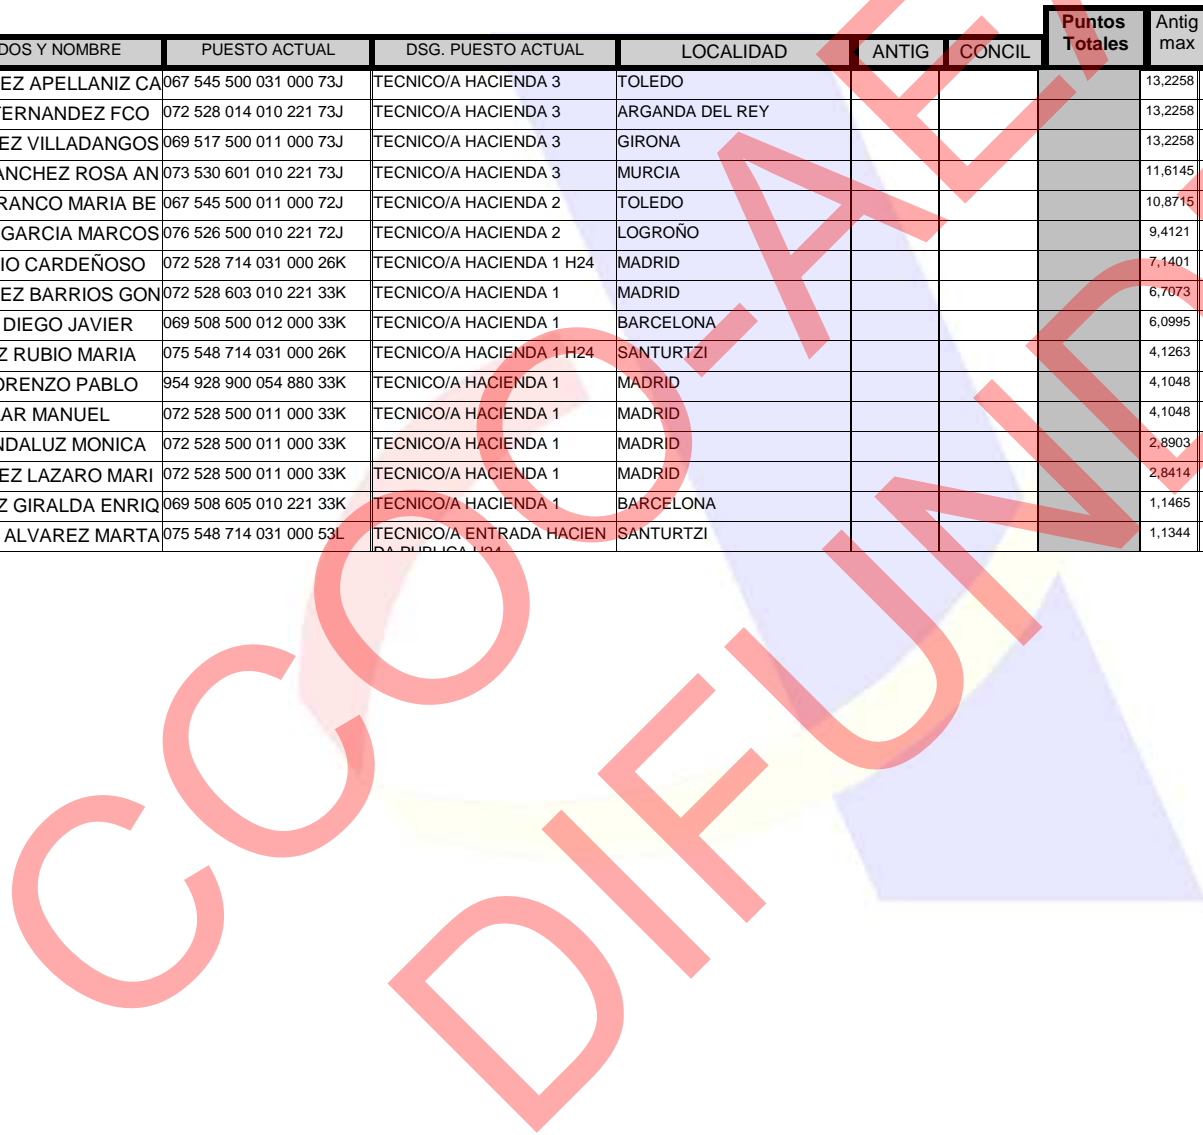 Puntos Totales Antig max
DOS Y NOMBRE PUESTO ACTUAL DSG. PUESTO ACTUAL LOCALIDAD ANTIG CONCIL
EZ APELLANIZ CA 067 545 500 031 000 73J TECNICO/A HACIENDA 3 TOLEDO 13,2258
FERNANDEZ FCO 072 528 014 010 221 73J TECNICO/A HACIENDA 3 ARGANDA DEL REY 13,2258
EZ VILLADANGOS 069 517 500 011 000 73J TECNICO/A HACIENDA 3 GIRONA 13,2258
ANCHEZ ROSA AN 073 530 601 010 221 73J TECNICO/A HACIENDA 3 MURCIA 11,6145
RANCO MARIA BE 067 545 500 011 000 72J TECNICO/A HACIENDA 2 TOLEDO 10,8715
GARCIA MARCOS 076 526 500 010 221 72J TECNICO/A HACIENDA 2 LOGROÑO 9,4121
IO CARDEÑOSO 072 528 714 031 000 26K TECNICO/A HACIENDA 1 H24 MADRID 7,1401
EZ BARRIOS GON 072 528 603 010 221 33K TECNICO/A HACIENDA 1 MADRID 6,7073
DIEGO JAVIER 069 508 500 012 000 33K TECNICO/A HACIENDA 1 BARCELONA 6,0995
Z RUBIO MARIA 075 548 714 031 000 26K TECNICO/A HACIENDA 1 H24 SANTURTZI 4,1263
ORENZO PABLO 954 928 900 054 880 33K TECNICO/A HACIENDA 1 MADRID 4,1048
AR MANUEL 072 528 500 011 000 33K TECNICO/A HACIENDA 1 MADRID 4,1048
NDALUZ MONICA 072 528 500 011 000 33K TECNICO/A HACIENDA 1 MADRID 2,8903
EZ LAZARO MARI 072 528 500 011 000 33K TECNICO/A HACIENDA 1 MADRID 2,8414
Z GIRALDA ENRIQ 069 508 605 010 221 33K TECNICO/A HACIENDA 1 BARCELONA 1,1465
ALVAREZ MARTA 075 548 714 031 000 53L TECNICO/A ENTRADA HACIEN SANTURTZI 1,1344
DA PUBLICA H24
CCOO-AE
DIFUND